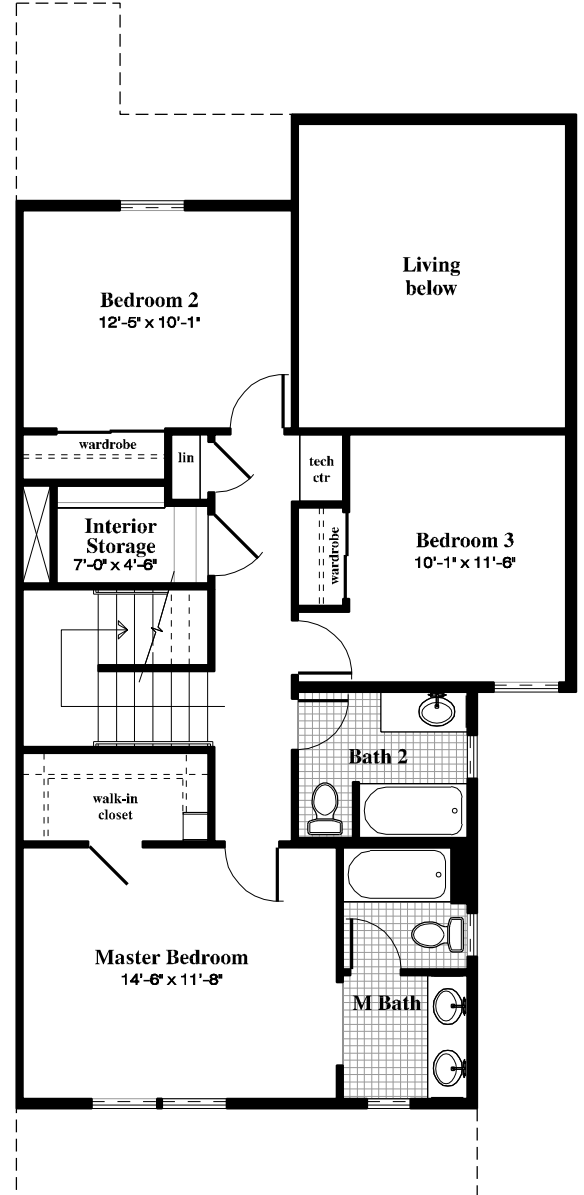 Living
below
Bedroom 2
12'-5" x 10'-1"
wardrobe
lin
tech
ctr
Interior
Storage
7'-0" x 4'-6"
wardrobe
Bedroom 3
10'-1" x 11'-6"
Bath 2
walk-in
closet
Master Bedroom
14'-6" x 11'-8"
M Bath